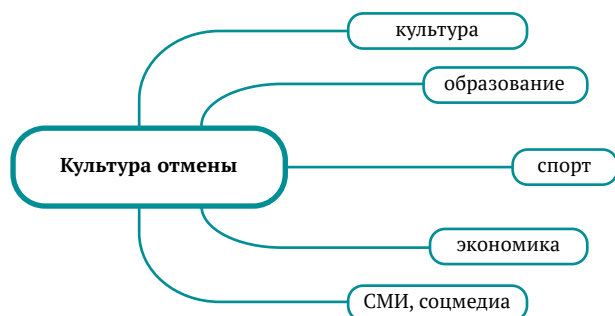 культура
образование
Культура отмены
спорт
экономика
СМИ, соцмедиа